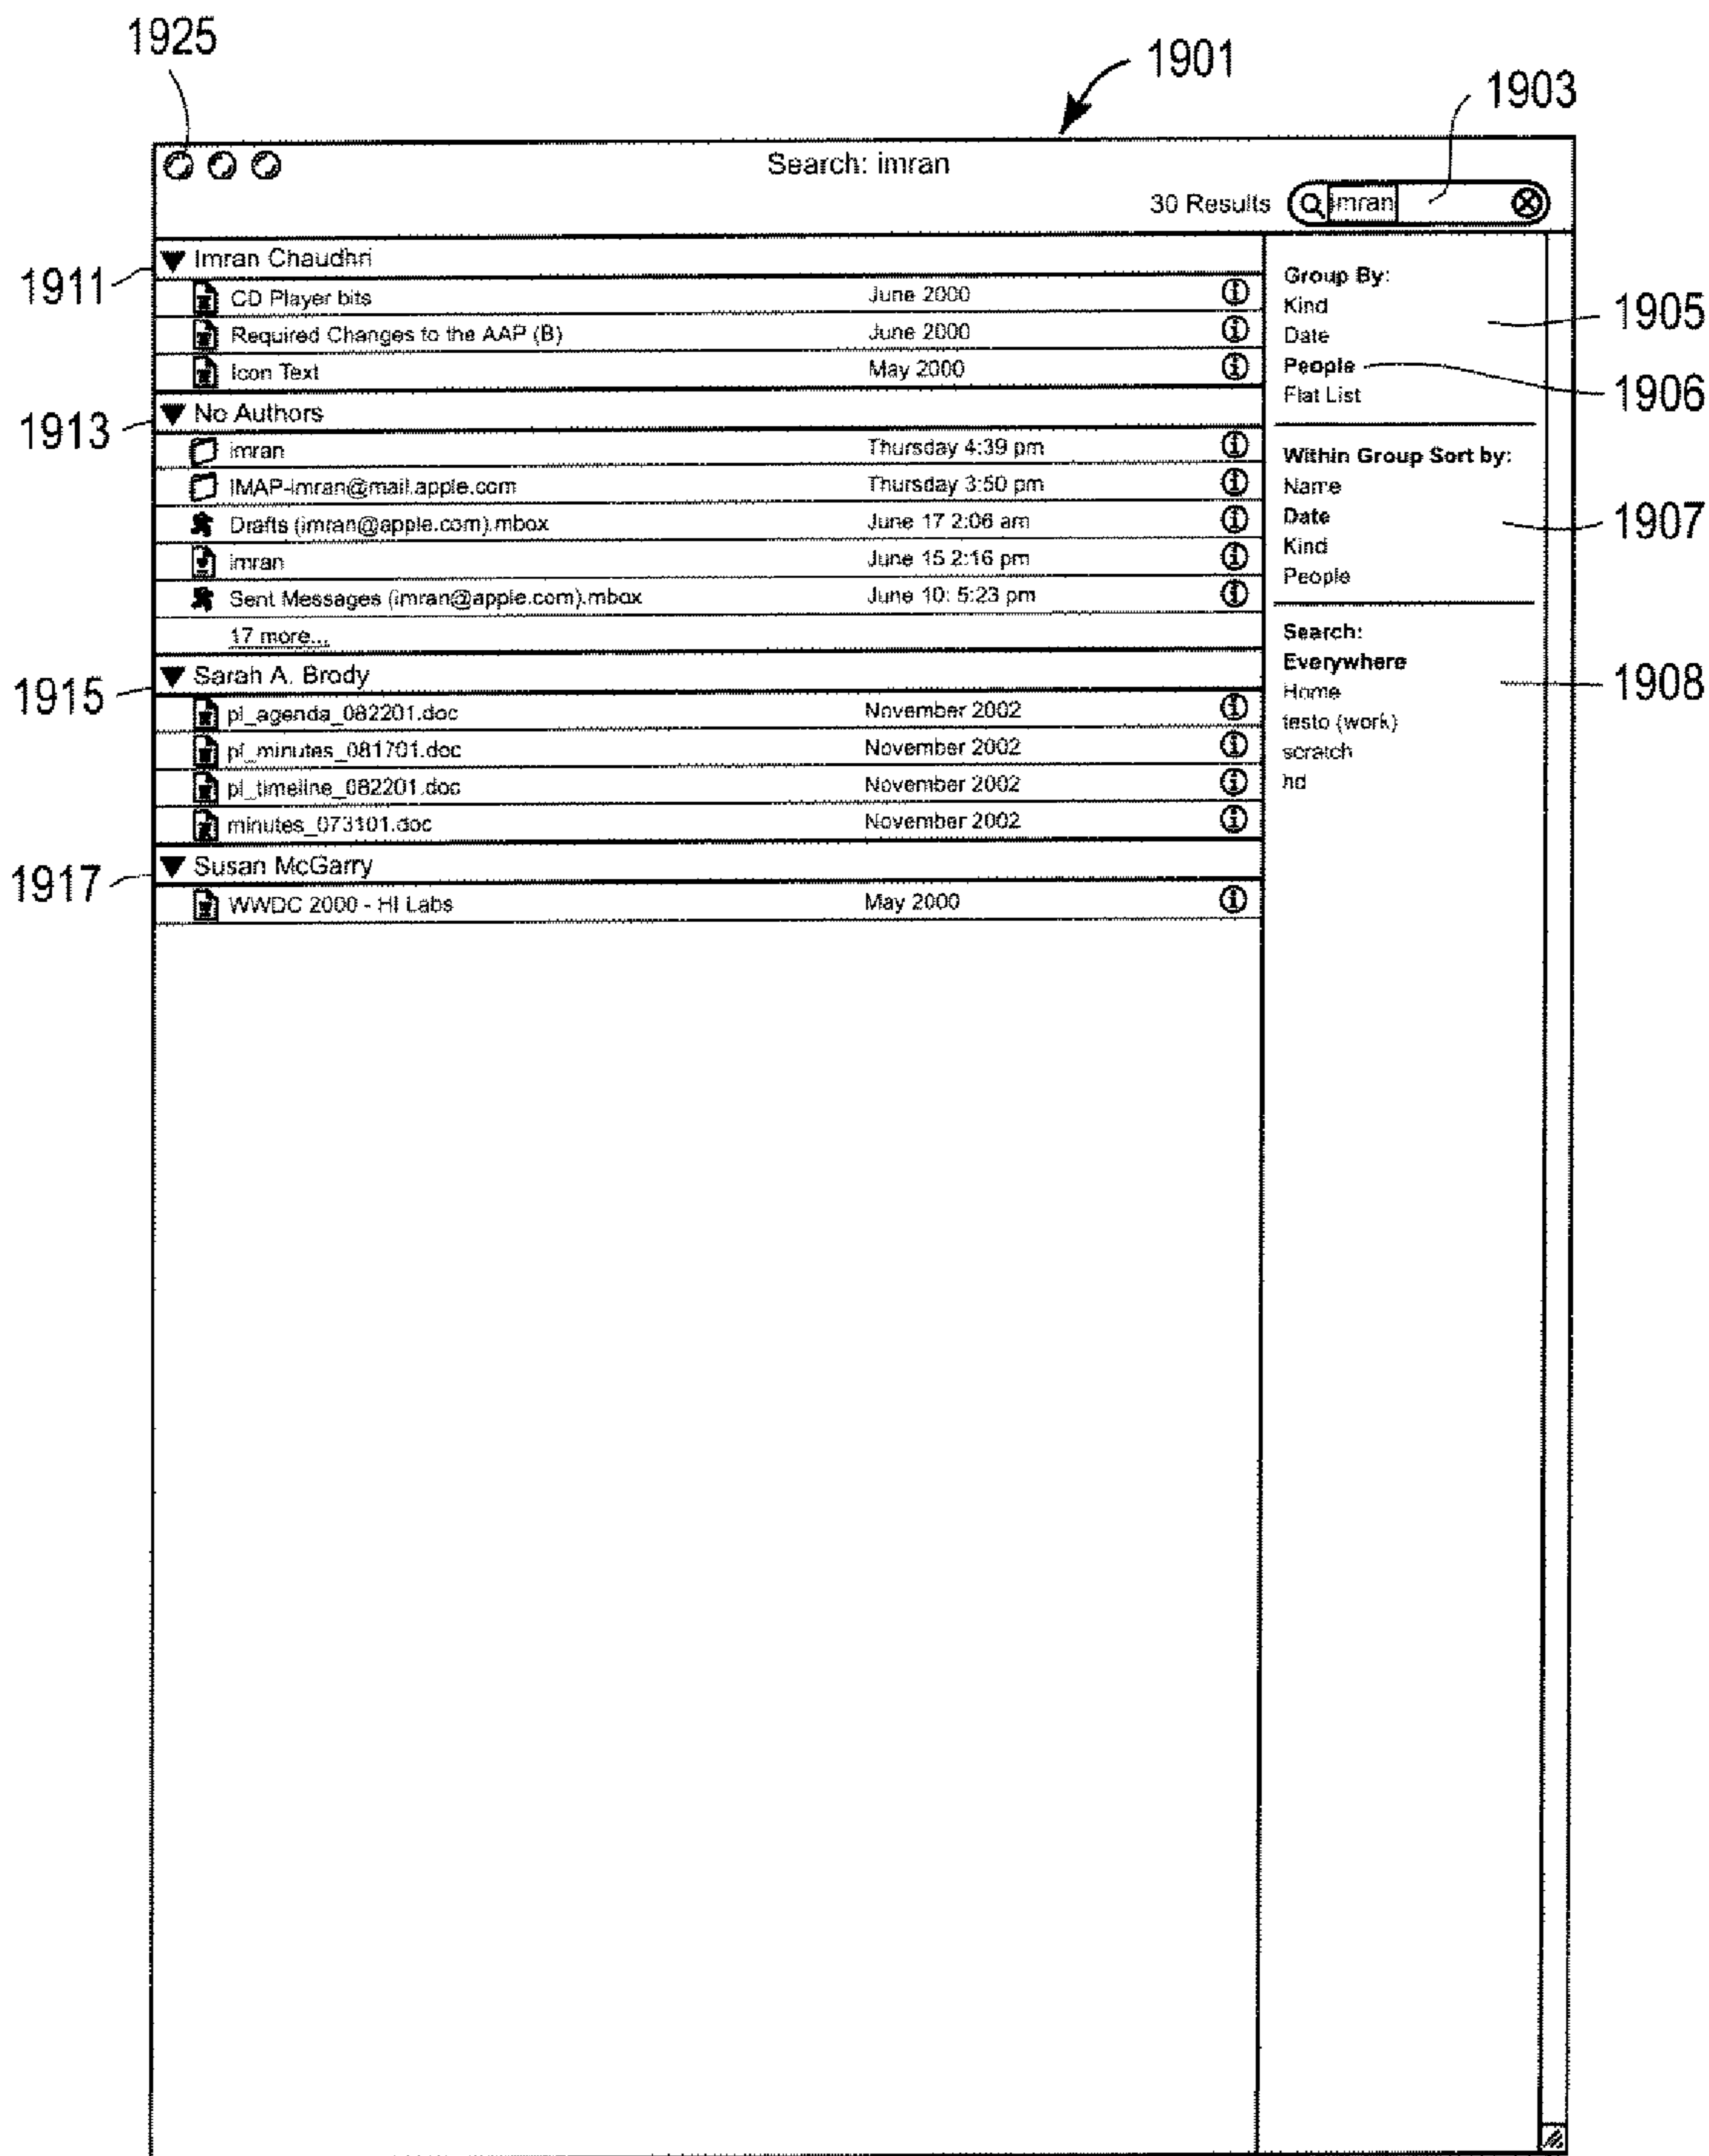 1925
1901
1903
Search: imran
30 Results
imran
1911
Imran Chaudhri
CD Player bits June 2000
Required Changes to the AAP (B) June 2000
Icon Text May 2000
1913
No Authors
imran Thursday 4:39 pm
IMAP-imran@mail.apple.com Thursday 3:50 pm
Drafts (imran@apple.com).mbox June 17 2:06 am
imran June 15 2:16 pm
Sent Messages (imran@apple.com).mbox June 10: 5:23 pm
17 more...
1915
Sarah A. Brody
pl_agenda_082201.doc November 2002
pl_minutes_081701.doc November 2002
pl_timeline_082201.doc November 2002
minutes_073101.doc November 2002
1917
Susan McGarry
WWDC 2000 - HI Labs May 2000
Group By:
Kind
Date
People
Flat List
1905
1906
Within Group Sort by:
Name
Date
Kind
People
1907
Search:
Everywhere
Home
testo (work)
scratch
hd
1908